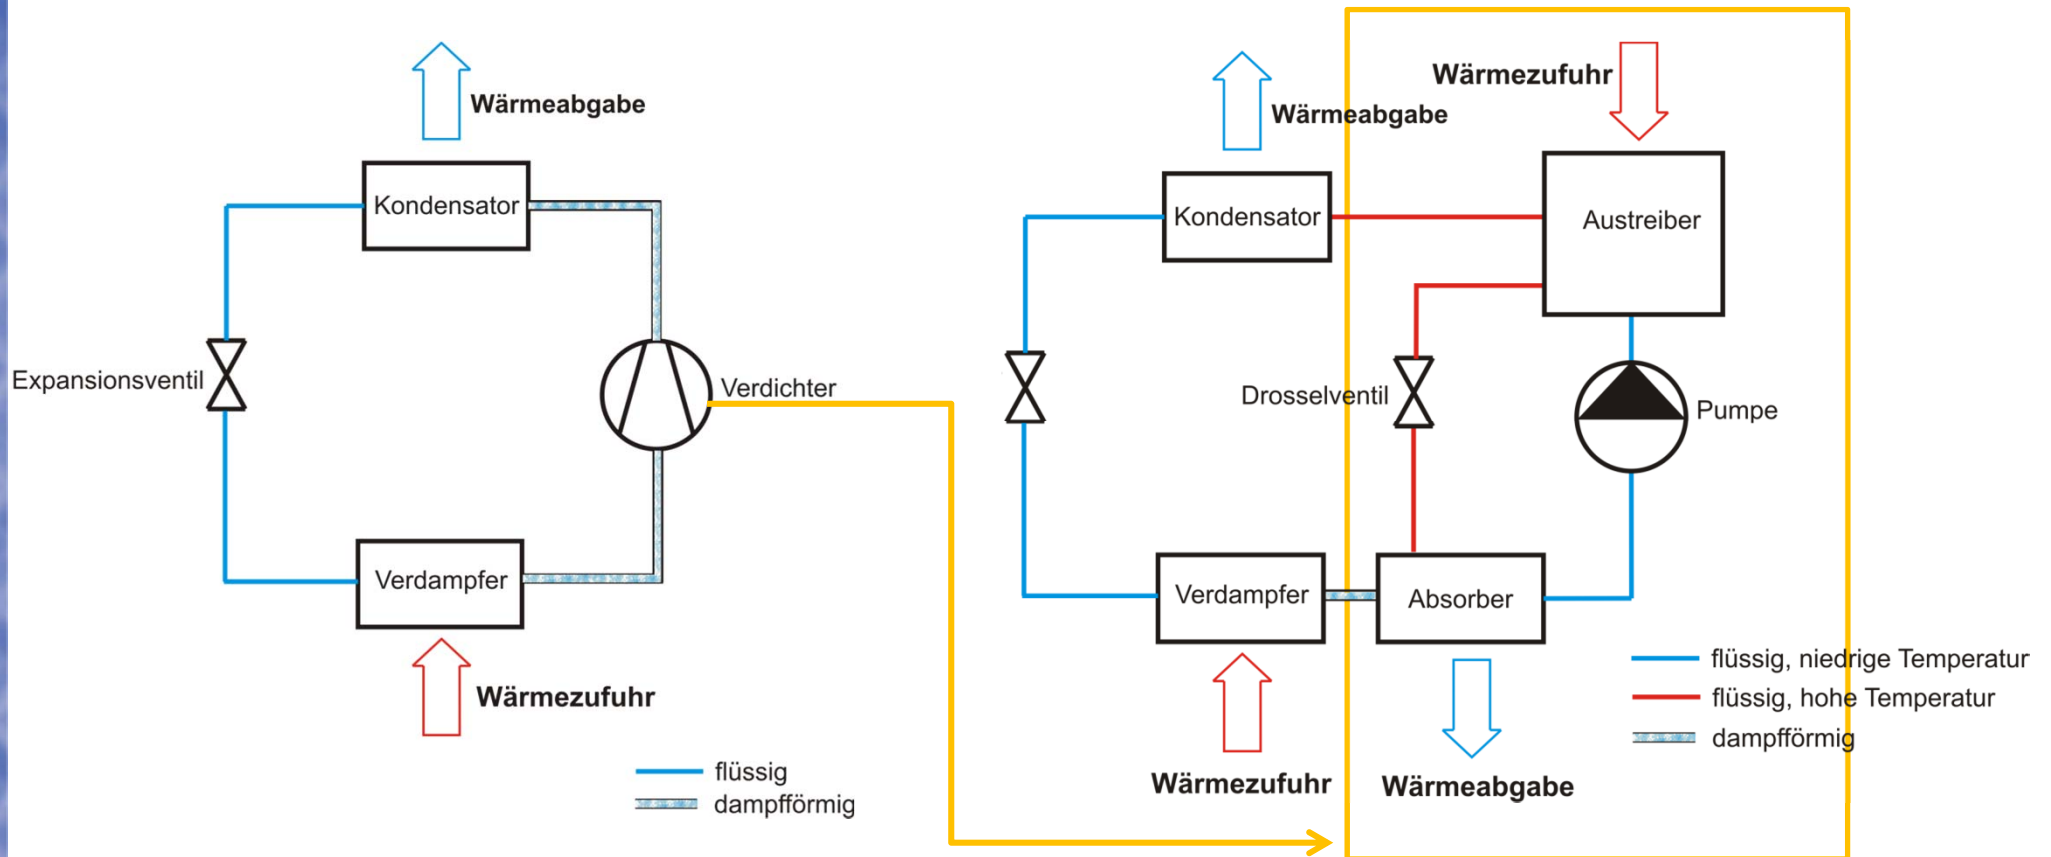 Wärmeabgabe
Kondensator
Expansionsventil
Verdichter
Verdampfer
Wärmezufuhr
flüssig
dampfförmig
Wärmezufuhr
Wärmeabgabe
Kondensator
Austreiber
Drosselventil
Pumpe
Verdampfer
Absorber
Wärmezufuhr
Wärmeabgabe
flüssig, niedrige Temperatur
flüssig, hohe Temperatur
dampfförmig